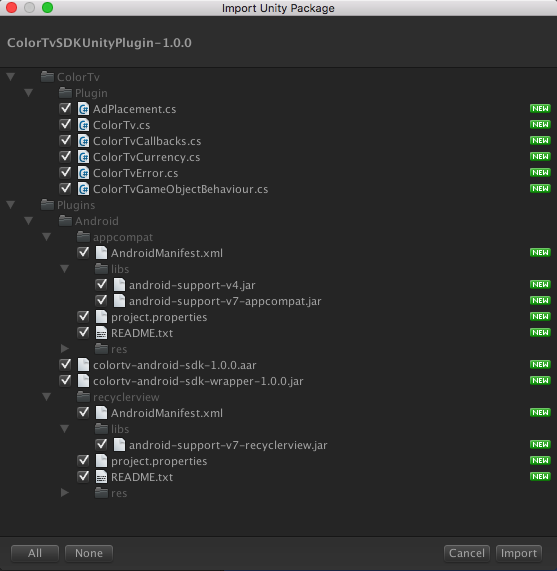 Import Unity Package
ColorTvSDKUnityPlugin-1.0.0
ColorTv
Plugin
AdPlacement.cs NEW
ColorTv.cs NEW
ColorTvCallbacks.cs NEW
ColorTvCurrency.cs NEW
ColorTvError.cs NEW
ColorTvGameObjectBehaviour.cs NEW
Plugins
Android
appcompat
AndroidManifest.xml NEW
libs
android-support-v4.jar NEW
android-support-v7-appcompat.jar NEW
project.properties NEW
README.txt NEW
res
colortv-android-sdk-1.0.0.aar NEW
colortv-android-sdk-wrapper-1.0.0.jar NEW
recyclerview
AndroidManifest.xml NEW
libs
android-support-v7-recyclerview.jar NEW
project.properties NEW
README.txt NEW
res
All None Cancel Import